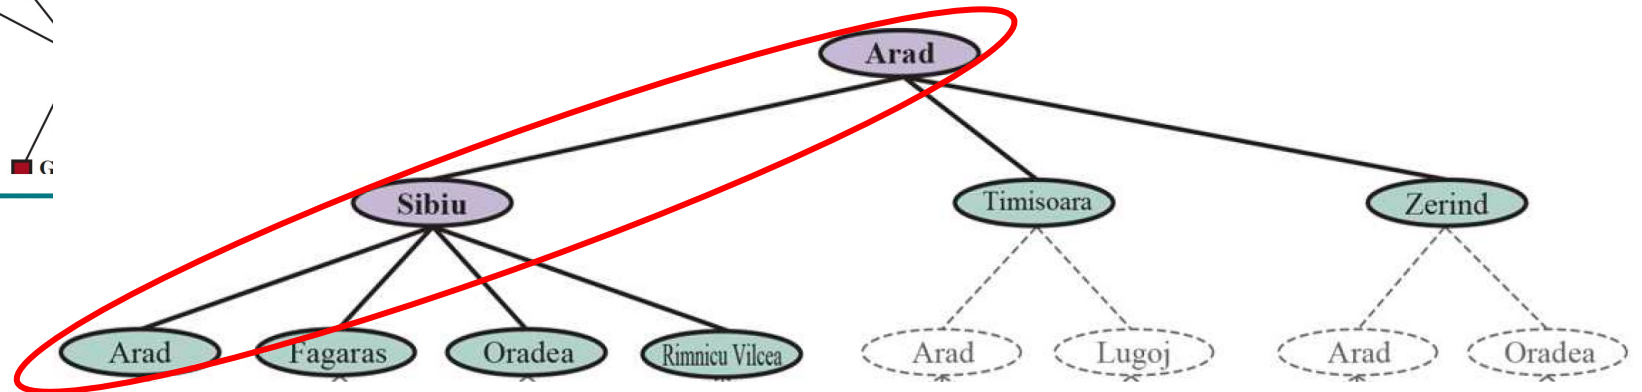 Arad
G
Sibiu
Timisoara
Zerind
Arad
Fagaras
Oradea
Rimnicu Vilcea
Arad
Lugoj
Arad
Oradea